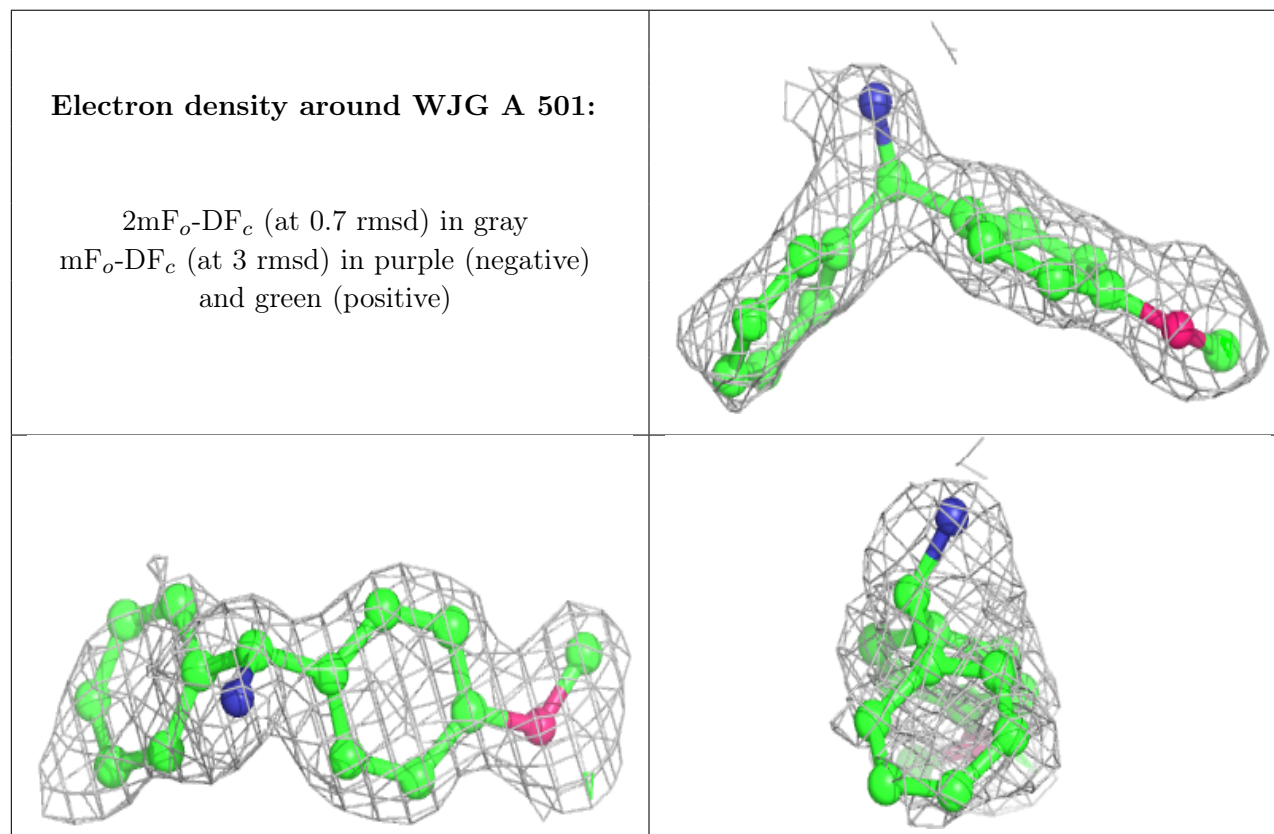 Electron density around WJG A 501:
2mFo-DFc (at 0.7 rmsd) in gray
mFo-DFc (at 3 rmsd) in purple (negative)
and green (positive)